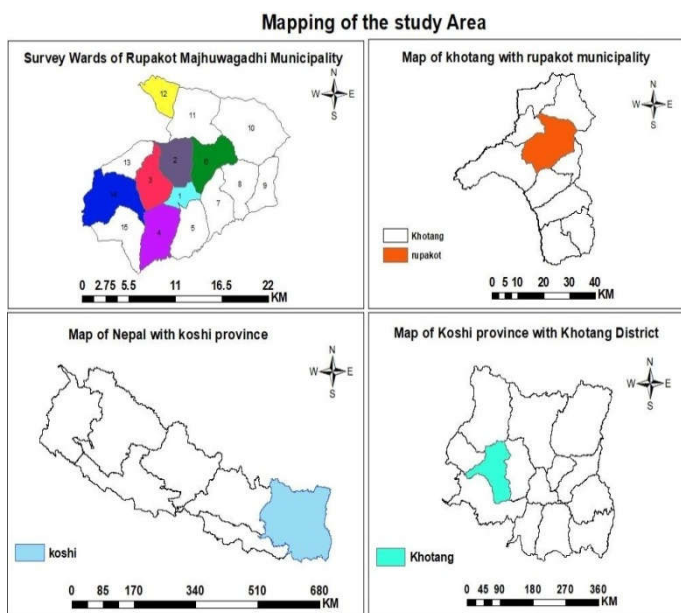 Mapping of the study Area
Survey Wards of Rupakot Majhuwagadhi Municipality
N
W E
S
12
11
10
2
6
13
3
8
9
14
1
7
4
5
15
0 2.75 5.5 11 16.5 22
KM
Map of khotang with rupakot municipality
N
W E
S
Khotang
rupakot
0 5 10 20 30 40
KM
Map of Nepal with koshi province
N
W E
S
koshi
0 85 170 340 510 680
KM
Map of Koshi province with Khotang District
N
W E
S
Khotang
0 45 90 180 270 360
KM